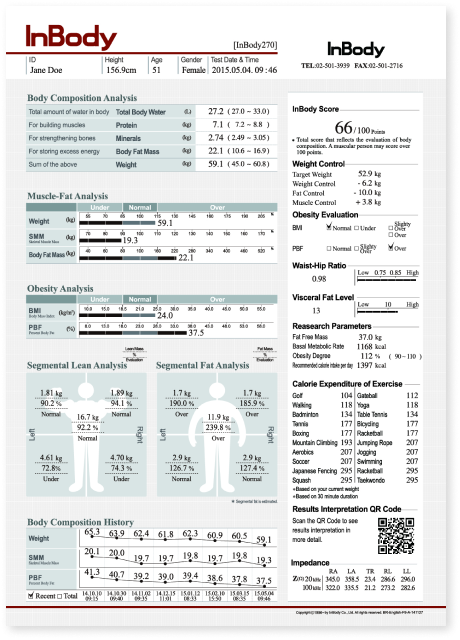 InBody
[InBody270]
InBody
TEL:02-501-3939 FAX:02-501-2716
ID Height Age Gender Test Date & Time
Jane Doe 156.9cm 51 Female 2015.05.04. 09:46
Body Composition Analysis
Total amount of water in body Total Body Water (L) 27.2 ( 27.0 ~ 33.0)
For building muscles Protein (kg) 7.1 ( 7.2 ~ 8.8 )
For strengthening bones Minerals (kg) 2.74 ( 2.49 ~ 3.05)
For storing excess energy Body Fat Mass (kg) 22.1 ( 10.6 ~ 16.9)
Sum of the above Weight (kg) 59.1 ( 45.0 ~ 60.8)
Muscle-Fat Analysis
Under Normal Over
Weight (kg) 55 70 85 100 115 130 145 160 175 190 205 %
59.1
SMM (kg) 70 80 90 100 110 120 130 140 150 160 170 %
Skeletal Muscle Mass 19.3
Body Fat Mass (kg) 40 60 80 100 160 220 280 340 400 460 520 %
22.1
Obesity Analysis
Under Normal Over
BMI (kg/m²) 10.0 15.0 18.5 21.5 25.0 30.0 35.0 40.0 45.0 50.0 55.0
Body Mass Index 24.0
PBF (%) 8.0 13.0 18.0 23.0 28.0 33.0 38.0 43.0 48.0 53.0 58.0
Percent Body Fat 37.5
Lean Mass
%
Evaluation
Fat Mass
%
Evaluation
Segmental Lean Analysis
1.81 kg 1.89 kg
90.2 % 94.1 %
Normal Normal
16.7 kg
92.2 %
Normal
Left Right
4.61 kg 4.70 kg
72.8% 74.3 %
Under Under
Segmental Fat Analysis
1.7 kg 1.7 kg
190.0 % 185.9 %
Over Over
11.9 kg
239.8 %
Over
Left Right
2.9 kg 2.9 kg
126.7 % 127.4 %
Normal Normal
* Segmental fat is estimated.
Body Composition History
Weight 65.3 63.9 62.4 61.8 62.3 60.9 60.5 59.1
SMM 20.1 20.0 19.7 19.7 19.8 19.7 19.8 19.3
Skeletal Muscle Mass
PBF 41.3 40.7 39.2 39.0 39.4 38.6 37.8 37.5
Percent Body Fat
Recent Total 14.10.10 14.10.30 14.11.02 14.12.15 15.01.12 15.02.10 15.03.15 15.05.04
09:15 09:40 09:35 11:01 08:33 15:50 08:35 09:46
InBody Score
66/100 Points
* Total score that reflects the evaluation of body
composition. A muscular person may score over
100 points.
Weight Control
Target Weight 52.9 kg
Weight Control - 6.2 kg
Fat Control - 10.0 kg
Muscle Control + 3.8 kg
Obesity Evaluation
BMI Normal Under Slightly Over
Over
PBF Normal Slightly Over Over
Waist-Hip Ratio
0.98 Low 0.75 0.85 High
Visceral Fat Level
13 Low 10 High
Reasearch Parameters
Fat Free Mass 37.0 kg
Basal Metabolic Rate 1168 kcal
Obesity Degree 112 % ( 90~110 )
Recommended calorie intake per day 1397 kcal
Calorie Expenditure of Exercise
Golf 104 Gateball 112
Walking 118 Yoga 118
Badminton 134 Table Tennis 134
Tennis 177 Bicycling 177
Boxing 177 Racketball 177
Mountain Climbing 193 Jumping Rope 207
Aerobics 207 Jogging 207
Soccer 207 Swimming 207
Japanese Fencing 295 Racketball 295
Squash 295 Taekwondo 295
*Based on your current weight
*Based on 30 minute duration
Results Interpretation QR Code
Scan the QR Code to see
results interpretation in
more detail.
Impedance
RA LA TR RL LL
Z(Ω) 20 kHz 345.0 358.5 23.4 286.6 296.0
100 kHz 322.0 335.5 21.2 273.2 282.6